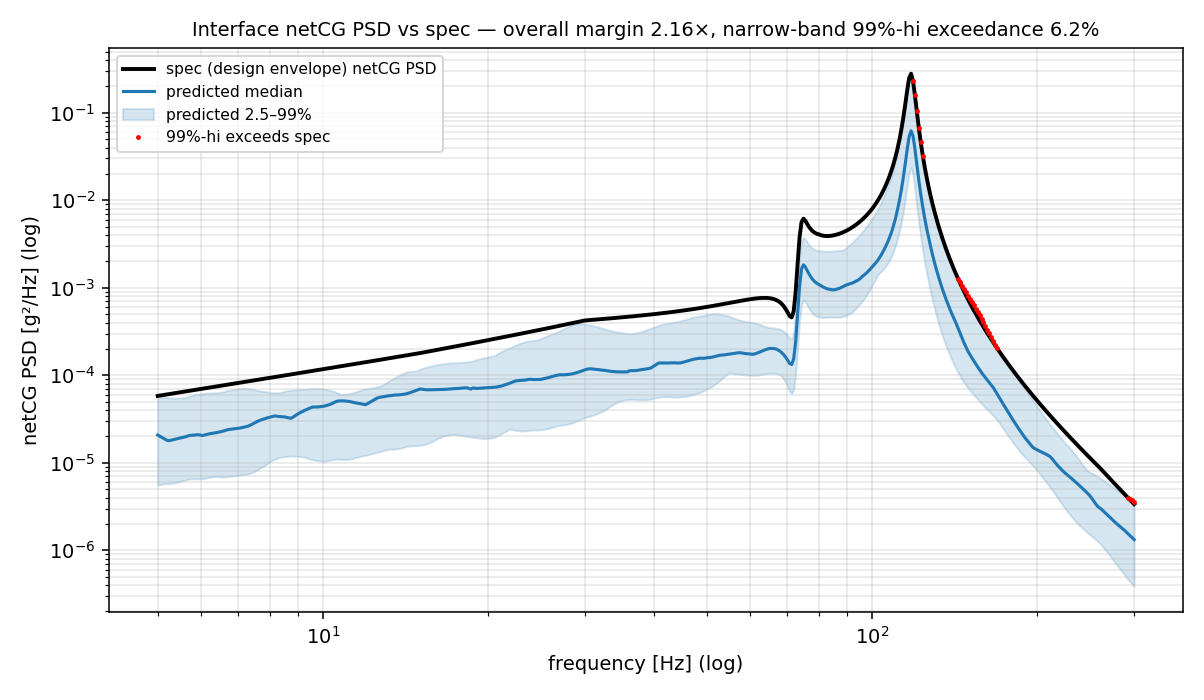 Interface netCG PSD vs spec — overall margin 2.16×, narrow-band 99%-hi exceedance 6.2%
spec (design envelope) netCG PSD
predicted median
predicted 2.5–99%
99%-hi exceeds spec
netCG PSD [g²/Hz] (log)
10⁻¹
10⁻²
10⁻³
10⁻⁴
10⁻⁵
10⁻⁶
10¹
10²
frequency [Hz] (log)